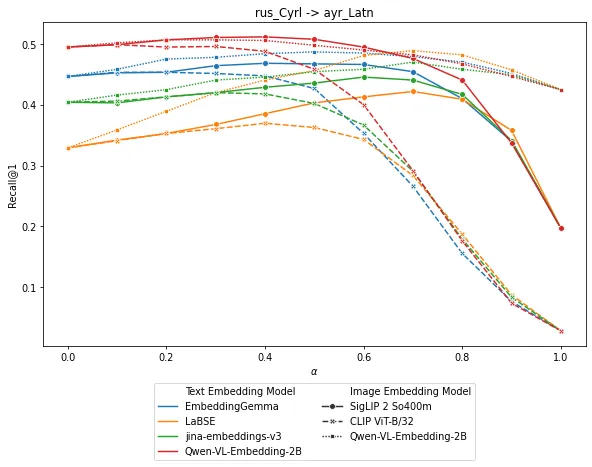 rus_Cyrl -> ayr_Latn
Recall@1
0.5
0.4
0.3
0.2
0.1
0.0 0.2 0.4 0.6 0.8 1.0
α
Text Embedding Model Image Embedding Model
EmbeddingGemma SigLIP 2 So400m
LaBSE CLIP ViT-B/32
jina-embeddings-v3 Qwen-VL-Embedding-2B
Qwen-VL-Embedding-2B